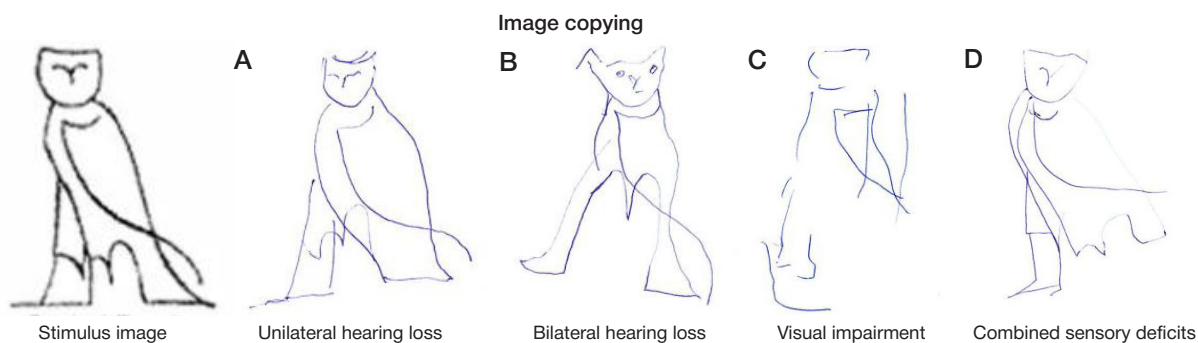 Image copying
A
B
C
D
Stimulus image
Unilateral hearing loss
Bilateral hearing loss
Visual impairment
Combined sensory deficits